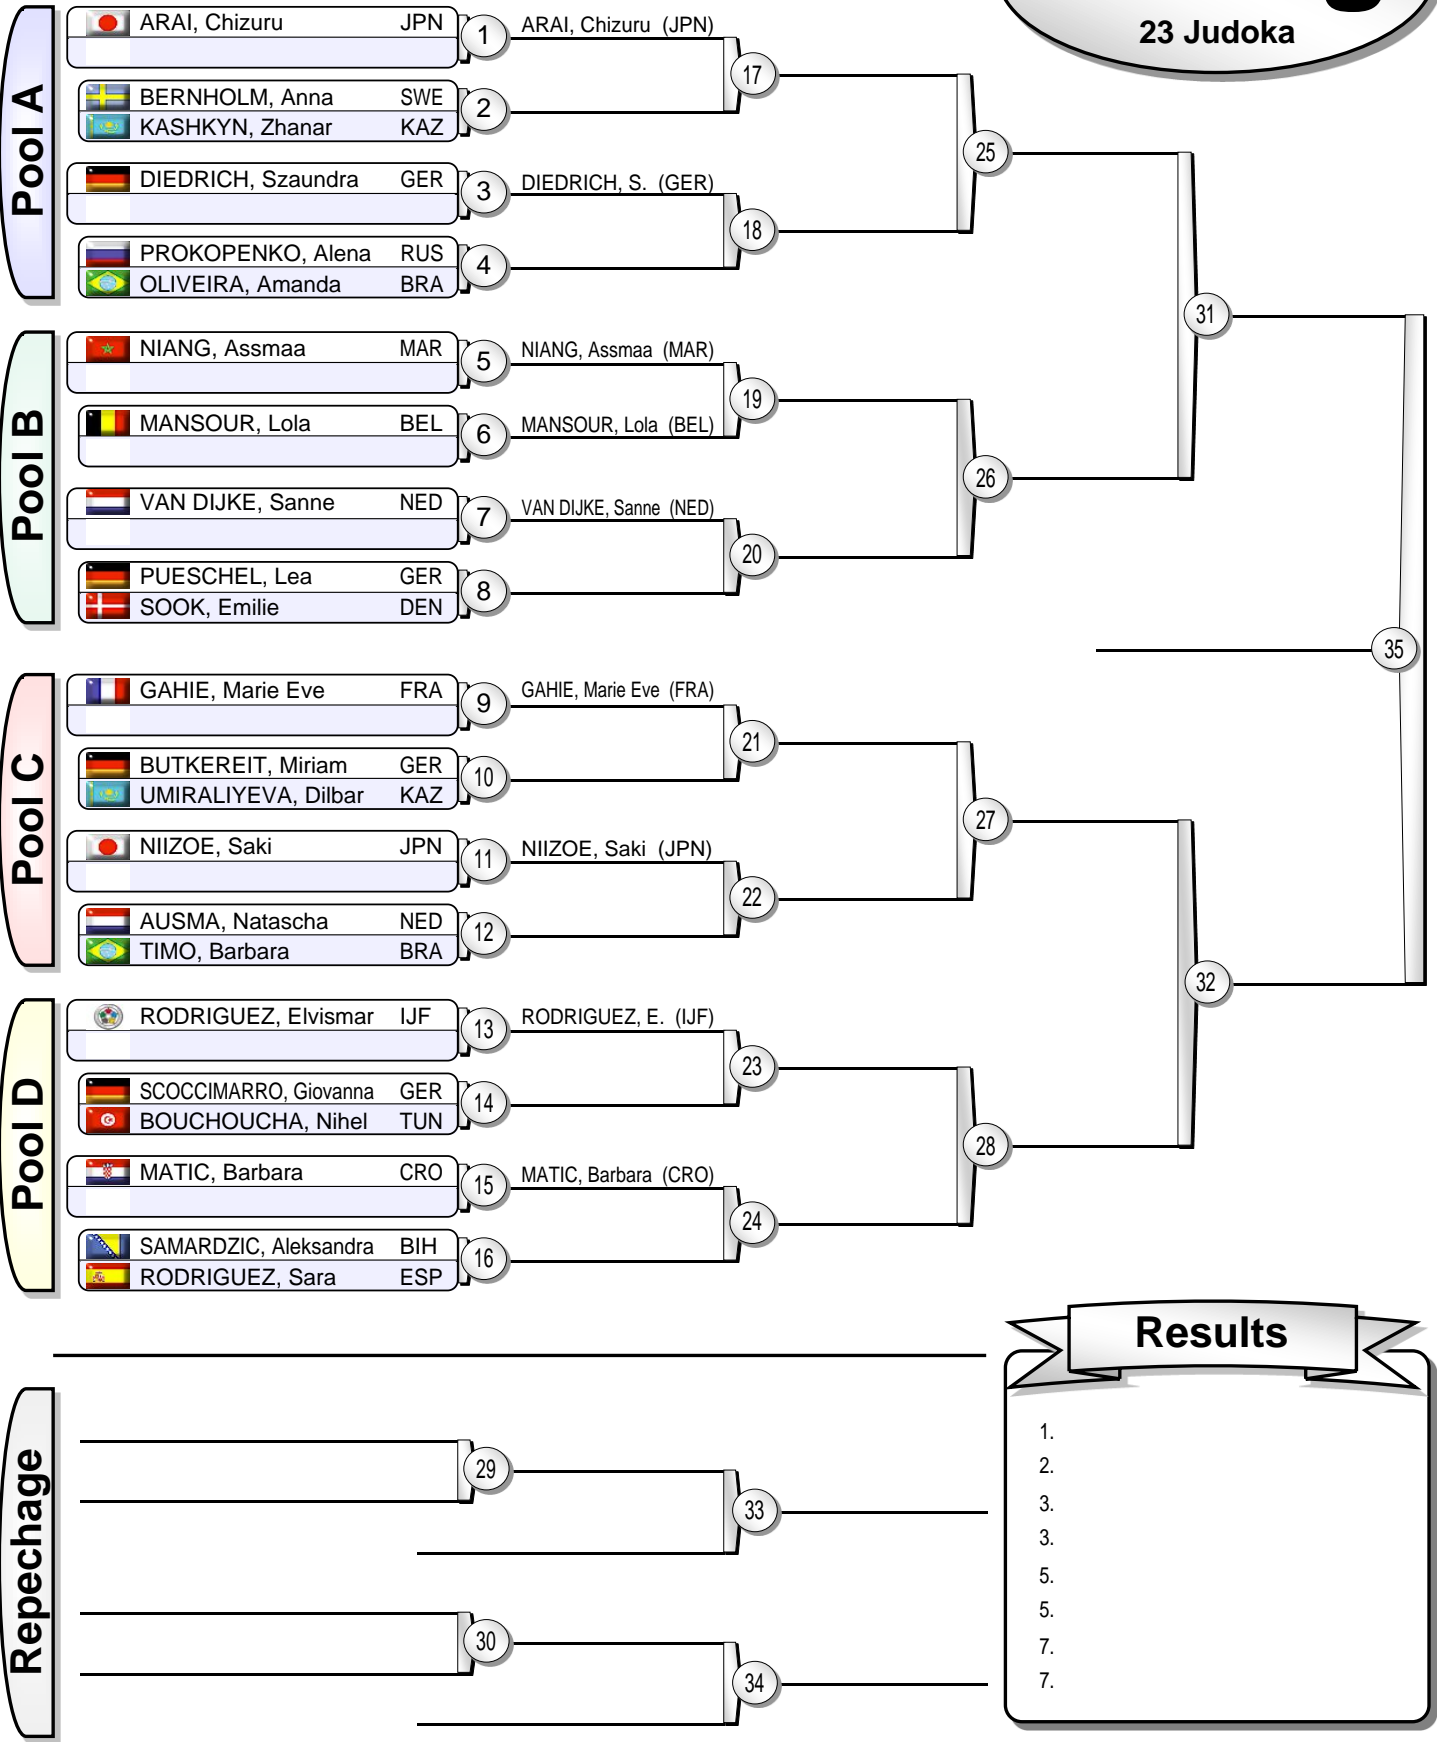 23 Judoka
Pool A
ARAI, Chizuru JPN 1 ARAI, Chizuru (JPN)
17
BERNHOLM, Anna SWE 2
KASHKYN, Zhanar KAZ
25
DIEDRICH, Szaundra GER 3 DIEDRICH, S. (GER)
18
PROKOPENKO, Alena RUS 4
OLIVEIRA, Amanda BRA
31
Pool B
NIANG, Assmaa MAR 5 NIANG, Assmaa (MAR)
19
MANSOUR, Lola BEL 6 MANSOUR, Lola (BEL)
26
VAN DIJKE, Sanne NED 7 VAN DIJKE, Sanne (NED)
20
PUESCHEL, Lea GER 8
SOOK, Emilie DEN
35
Pool C
GAHIE, Marie Eve FRA 9 GAHIE, Marie Eve (FRA)
21
BUTKEREIT, Miriam GER 10
UMIRALIYEVA, Dilbar KAZ
27
NIIZOE, Saki JPN 11 NIIZOE, Saki (JPN)
22
AUSMA, Natascha NED 12
TIMO, Barbara BRA
32
Pool D
RODRIGUEZ, Elvismar IJF 13 RODRIGUEZ, E. (IJF)
23
SCOCCIMARRO, Giovanna GER 14
BOUCHOUCHA, Nihel TUN
28
MATIC, Barbara CRO 15 MATIC, Barbara (CRO)
24
SAMARDZIC, Aleksandra BIH 16
RODRIGUEZ, Sara ESP
Repechage
29
33
30
34
Results
1.
2.
3.
3.
5.
5.
7.
7.